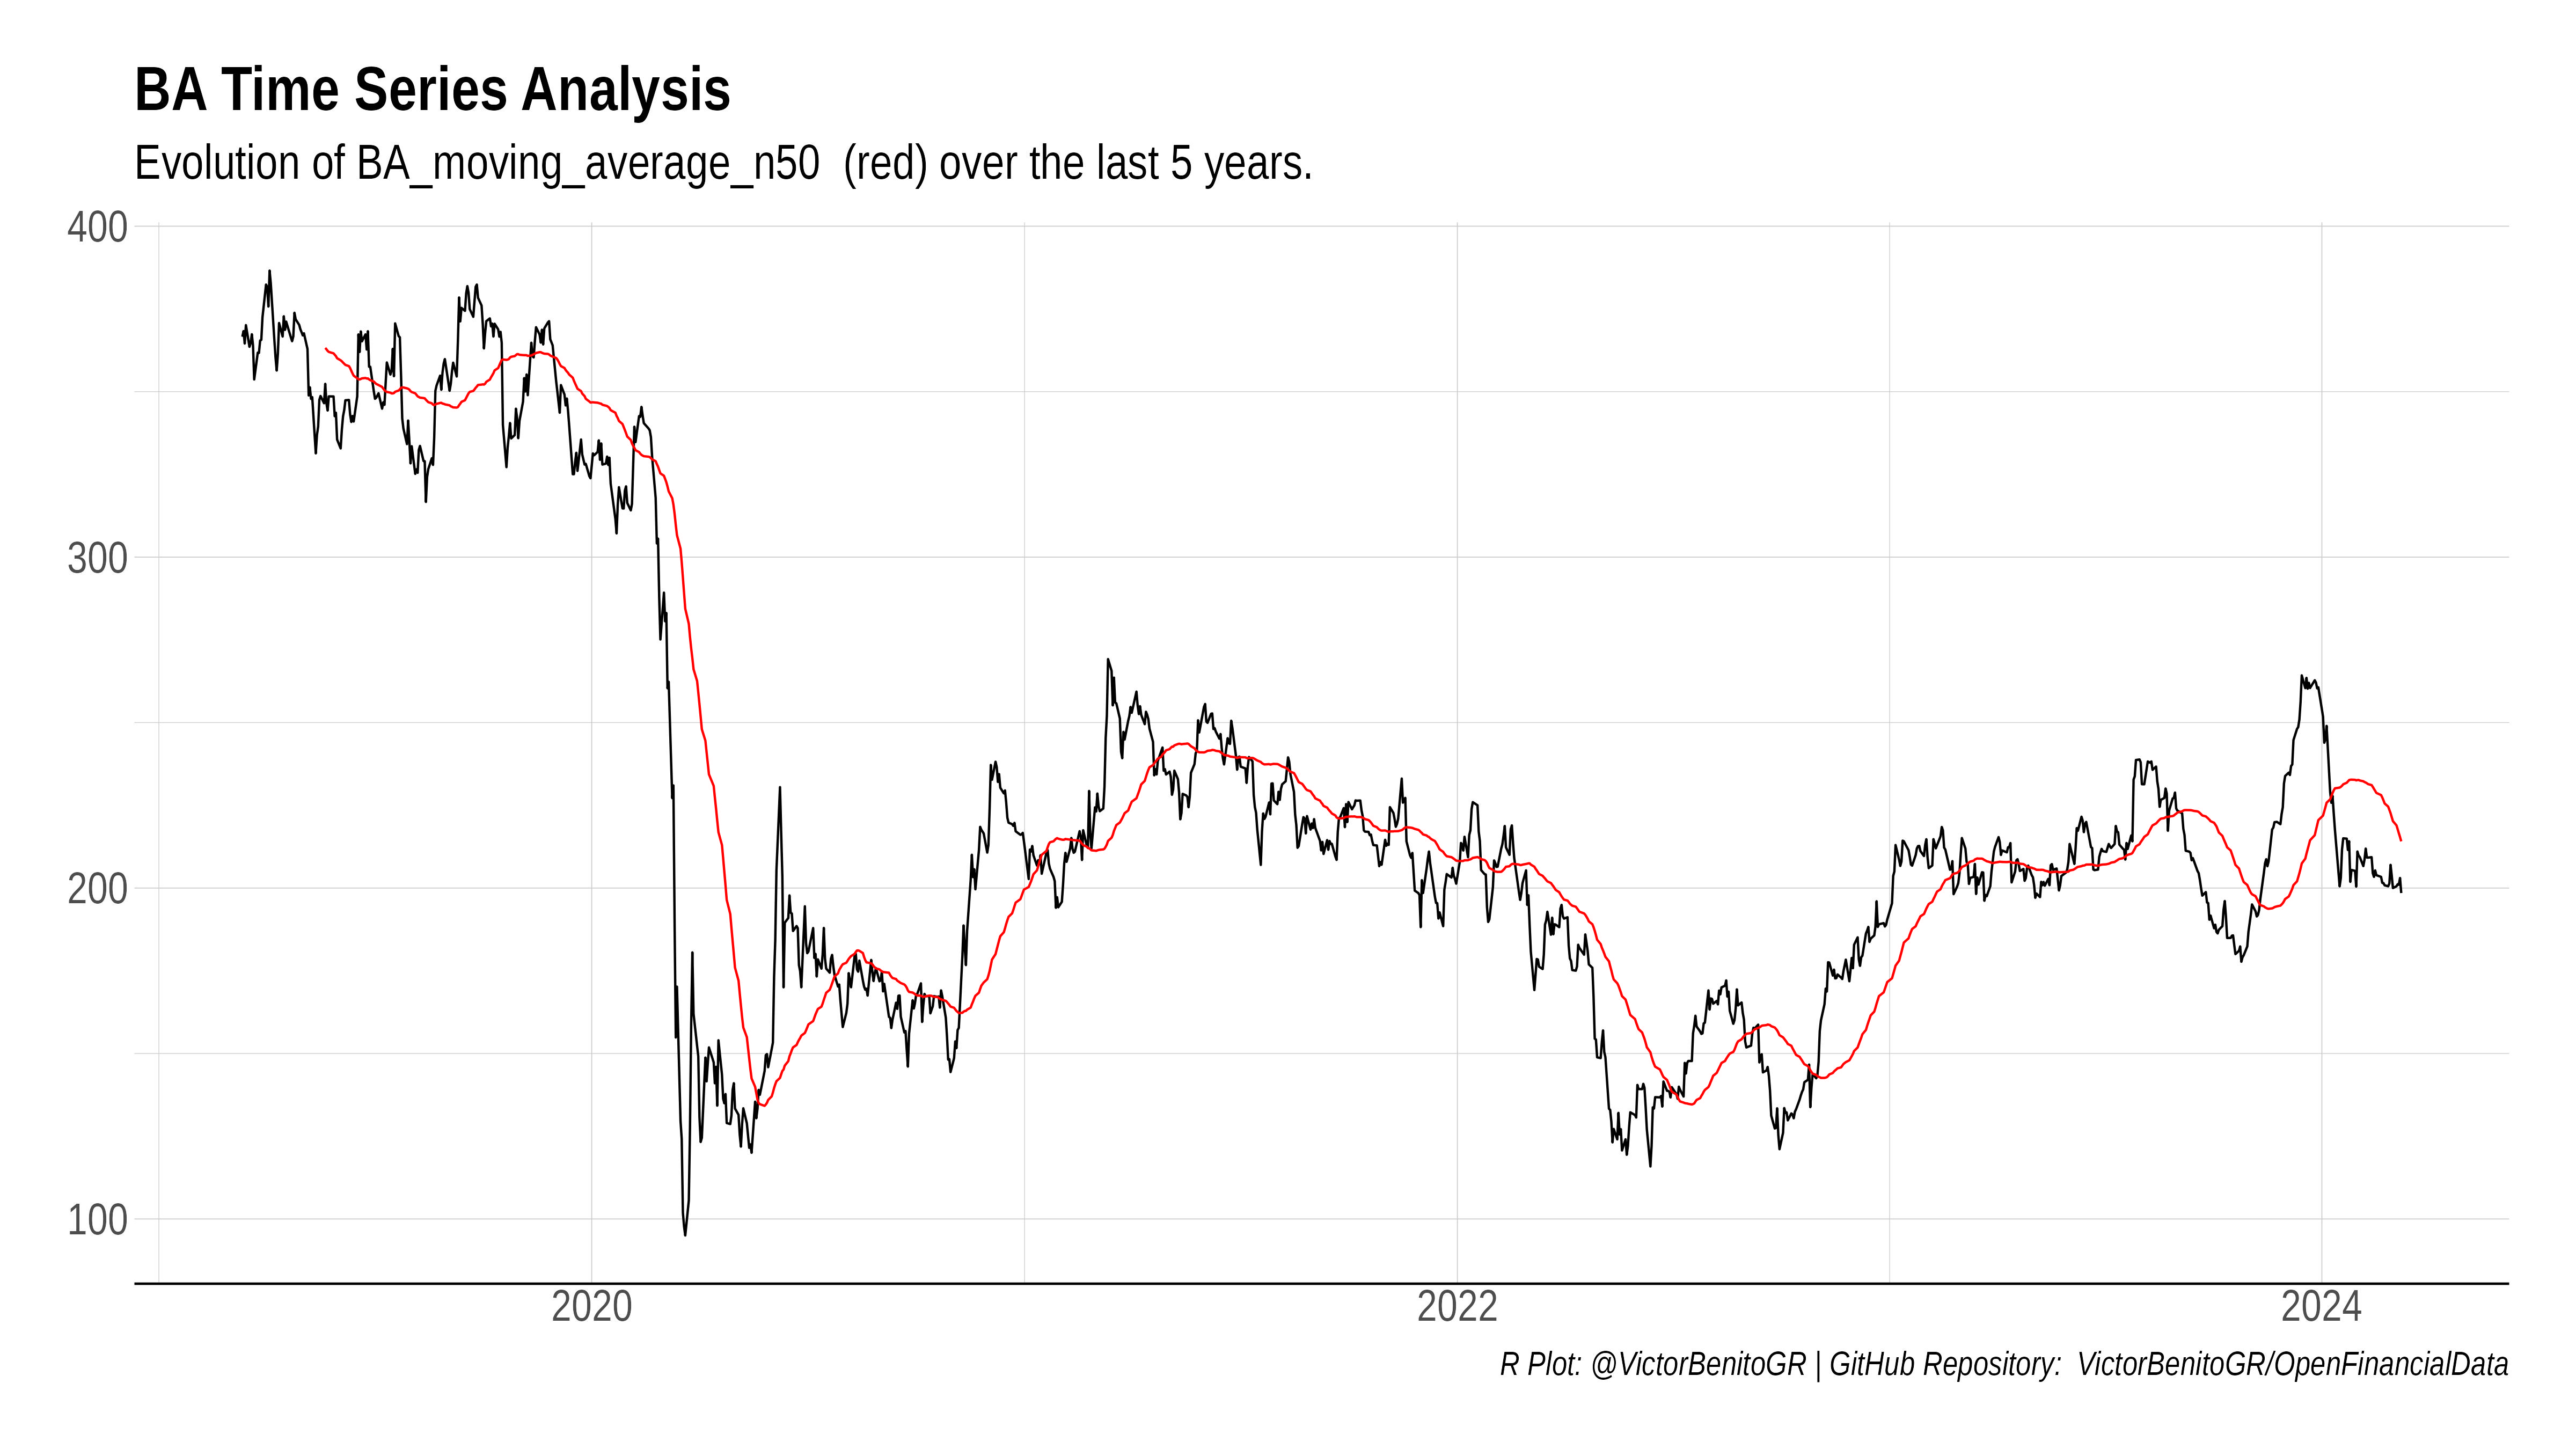 BA Time Series Analysis
Evolution of BA_moving_average_n50  (red) over the last 5 years.
400
300
200
100
2020
2022
2024
R Plot: @VictorBenitoGR | GitHub Repository:  VictorBenitoGR/OpenFinancialData